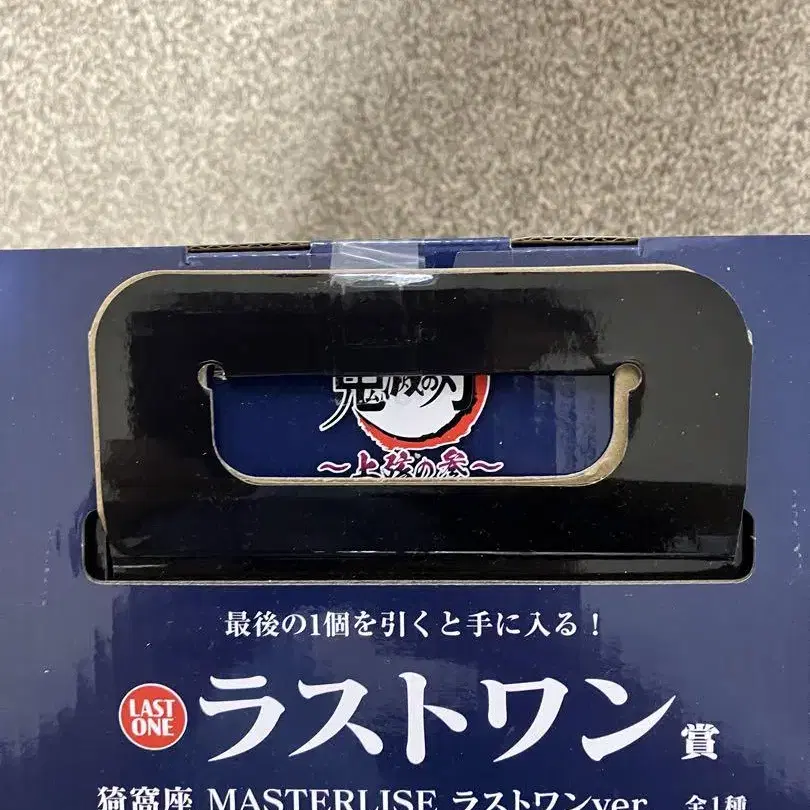 鬼滅の刃
～上弦の参～
最後の1個を引くと手に入る！
LAST ONE ラストワン賞
猗窩座 MASTERLISE ラストワンver. 全1種